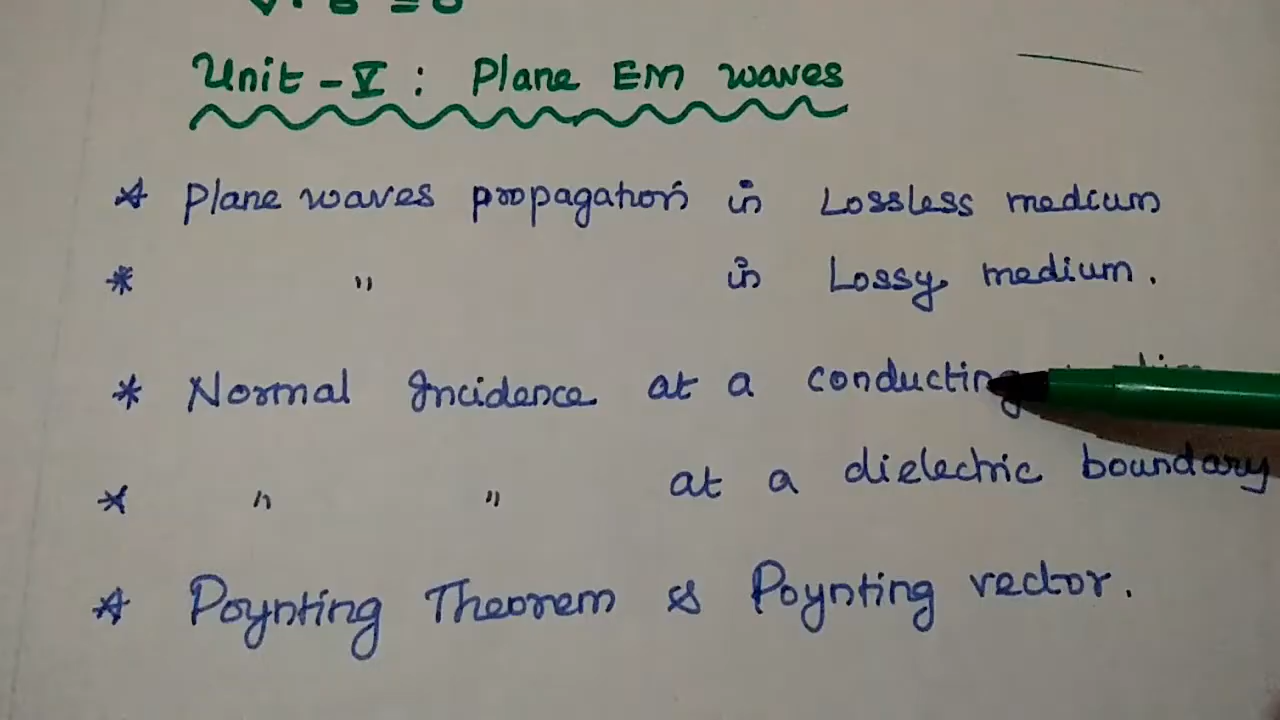 Unit-V : Plane EM waves
* Plane waves propagation in Lossless medium
* " in Lossy medium.
* Normal Incidence at a conducting
* " " at a dielectric boundary
* Poynting Theorem & Poynting vector.